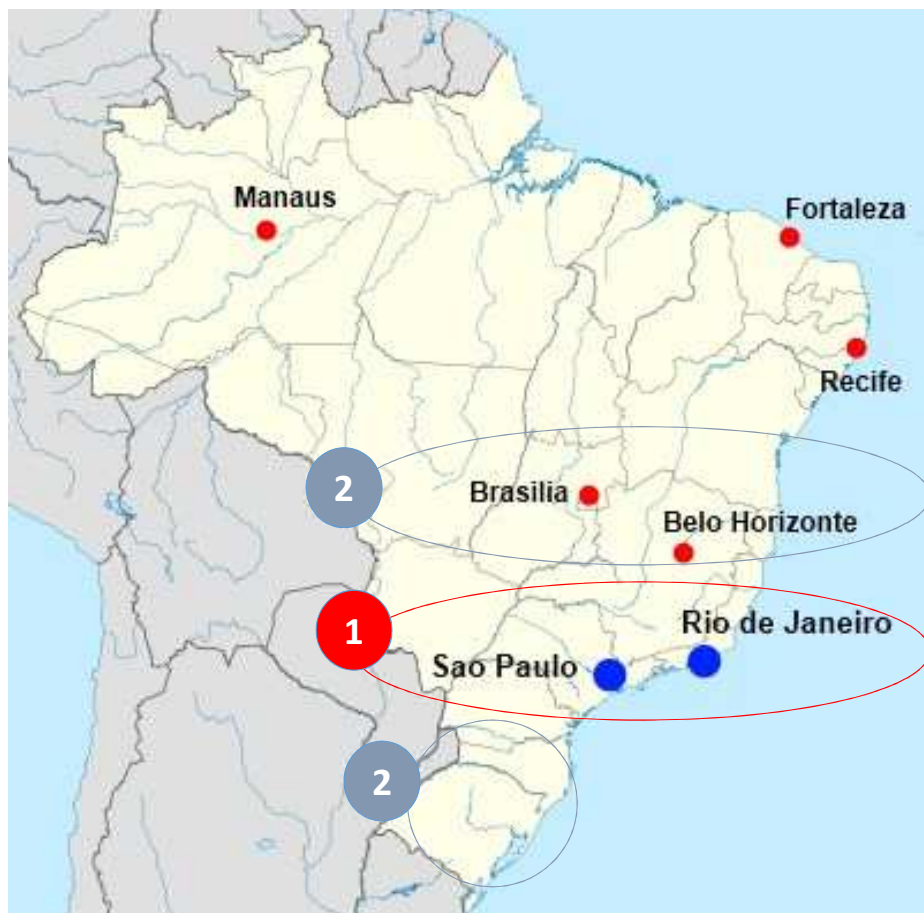 Manaus
Fortaleza
Recife
2
Brasilia
Belo Horizonte
1
Rio de Janeiro
Sao Paulo
2